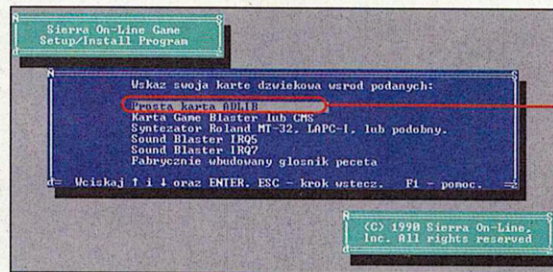 Sierra On-Line Game
Setup/Install Program
Wskaz swoja karte dzwiekowa wsrod podanych:
Prosta karta ADLIB
Karta Game Blaster lub CMS
Syntezator Roland MT-32, LAPC-I, lub podobny.
Sound Blaster IRQ5
Sound Blaster IRQ7
Fabrycznie wbudowany glosnik peceta
Wciskaj ↑ i ↓ oraz ENTER. ESC - krok wstecz. F1 - pomoc.
(C) 1990 Sierra On-Line,
Inc. All rights reserved